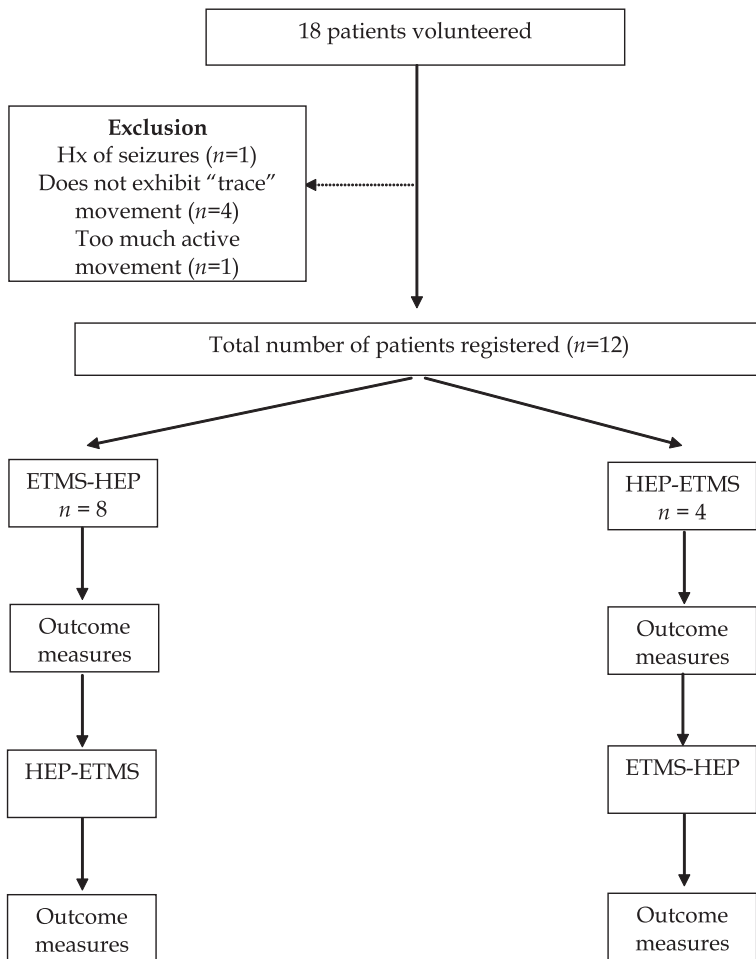 18 patients volunteered
Exclusion
Hx of seizures (n=1)
Does not exhibit “trace”
movement (n=4)
Too much active
movement (n=1)
Total number of patients registered (n=12)
ETMS-HEP
n = 8
HEP-ETMS
n = 4
Outcome
measures
Outcome
measures
HEP-ETMS
ETMS-HEP
Outcome
measures
Outcome
measures